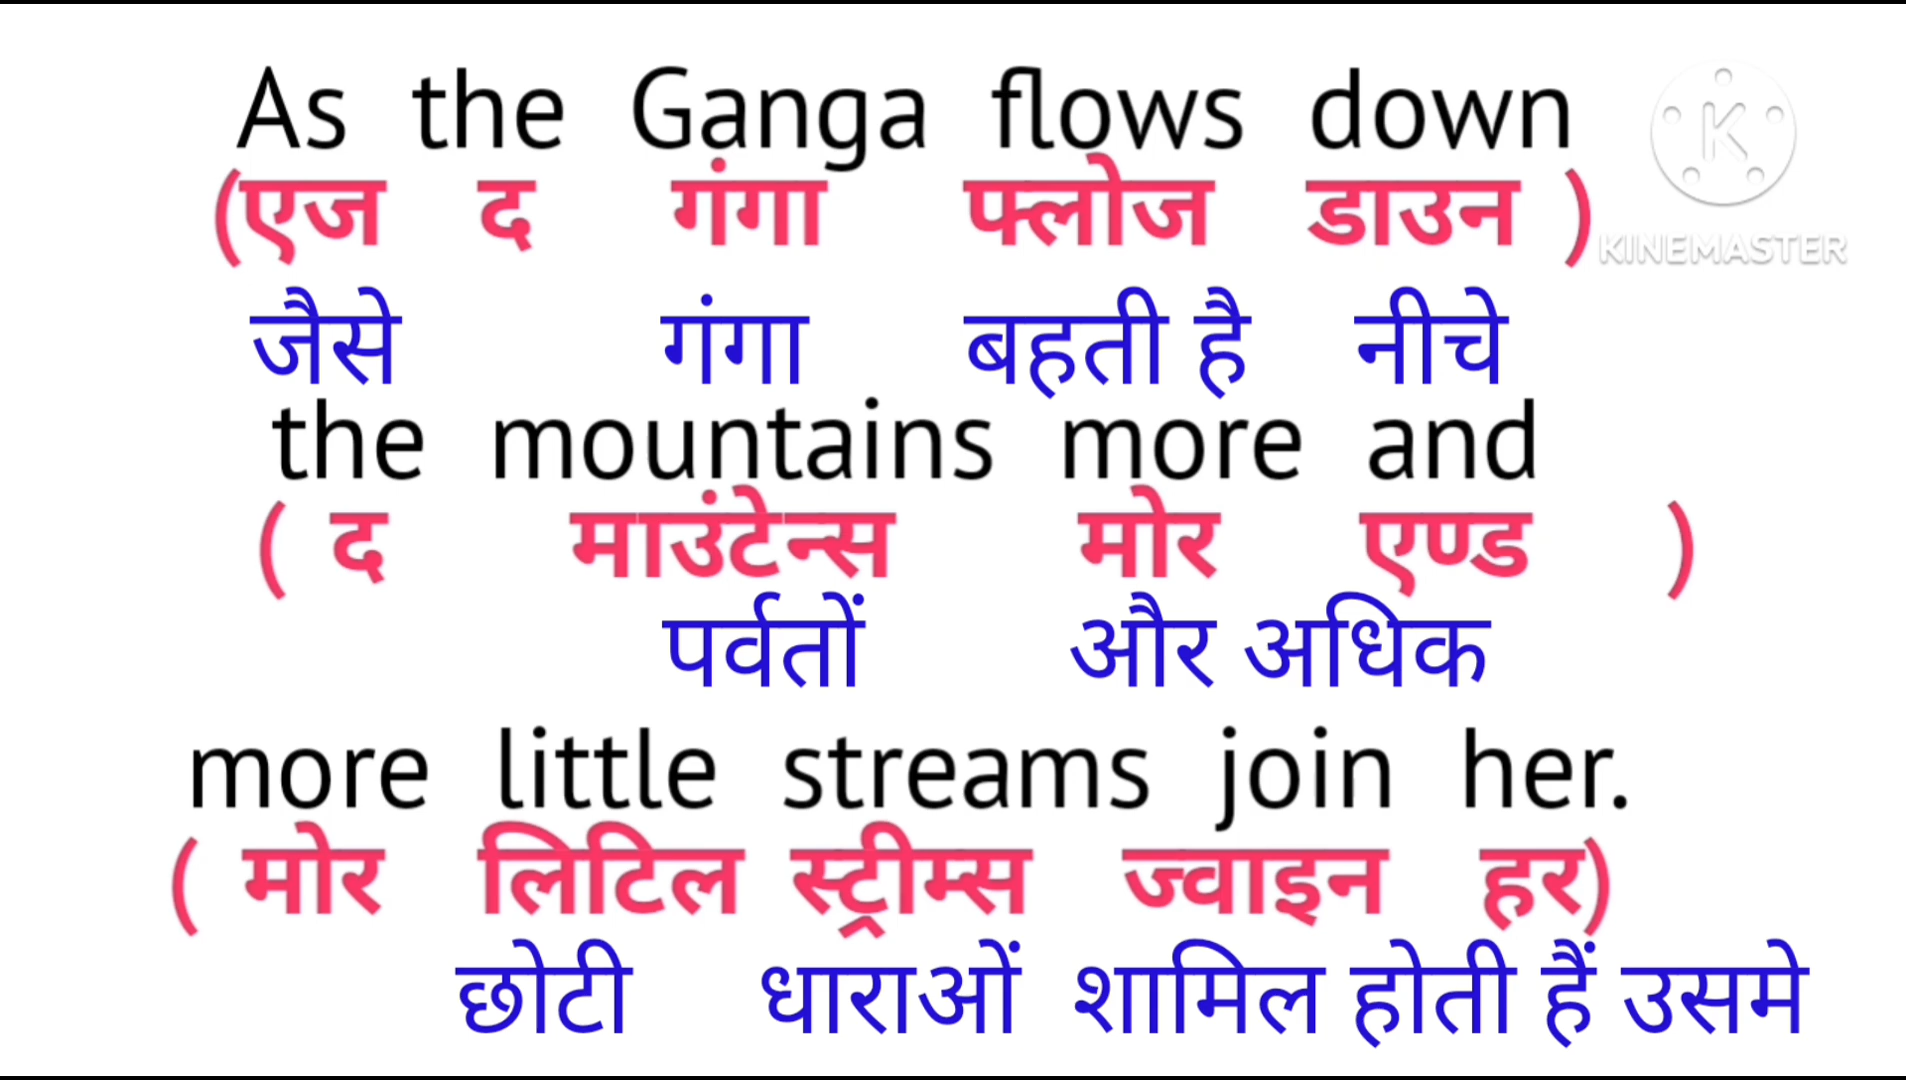 As the Ganga flows down
(एज द गंगा फ्लोज डाउन )
KINEMASTER
जैसे गंगा बहती है नीचे
the mountains more and
( द माउंटेन्स मोर एण्ड )
पर्वतों और अधिक
more little streams join her.
( मोर लिटिल स्ट्रीम्स ज्वाइन हर)
छोटी धाराओं शामिल होती हैं उसमे